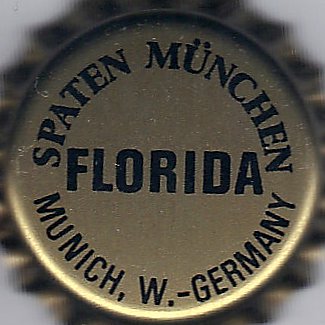 SPATEN MÜNCHEN
FLORIDA
MUNICH, W.-GERMANY